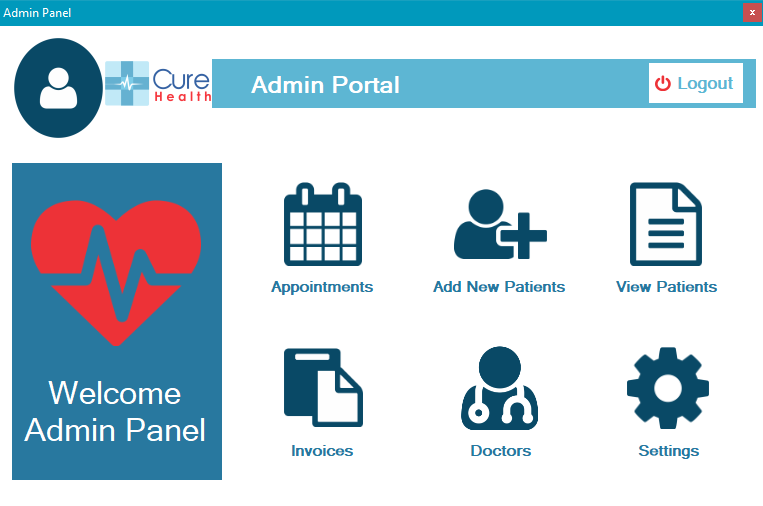 Admin Panel
x
Cure
Health
Admin Portal
Logout
Welcome
Admin Panel
Appointments
Add New Patients
View Patients
Invoices
Doctors
Settings